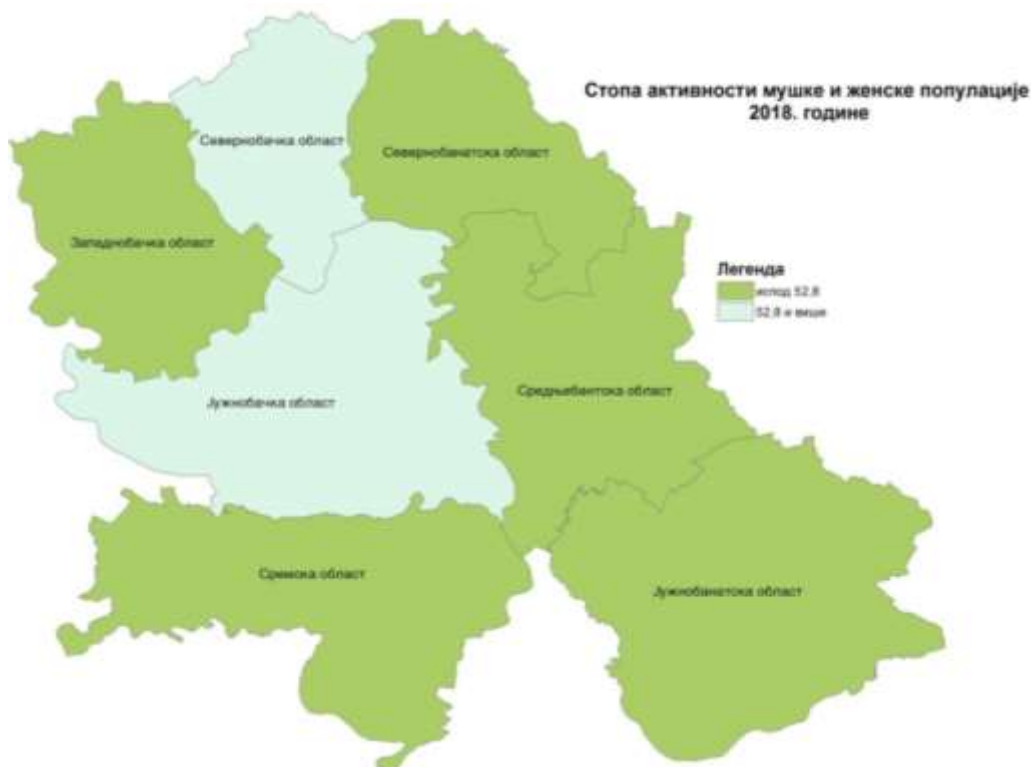 Стопа активности мушке и женске популације
2018. године
Севернобачка област
Севернобанатска област
Западнобачка област
Легенда
испод 52,8
52,8 и више
Средњебантска област
Јужнобачка област
Сремска област
Јужнобанатска област